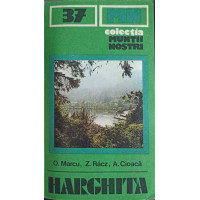 37
colecția
MUNȚII
NOȘTRI
O. Marcu, Z. Rácz, A. Cioacă
HARGHITA